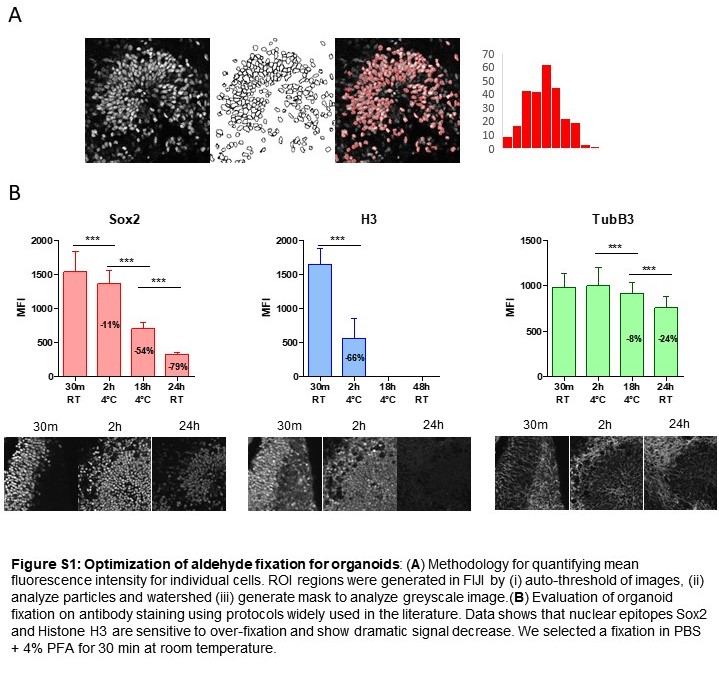 A
70
60
50
40
30
20
10
0
B
Sox2
2000
1500
1000
500
0
MFI
***
***
***
-11%
-54%
-79%
30m 2h 18h 24h
RT 4°C 4°C RT
30m 2h 24h
H3
2000
1500
1000
500
0
MFI
***
-66%
30m 2h 18h 48h
RT 4°C 4°C RT
30m 2h 24h
TubB3
1500
1000
500
0
MFI
***
***
-8%
-24%
30m 2h 18h 24h
RT 4°C 4°C RT
30m 2h 24h
Figure S1: Optimization of aldehyde fixation for organoids: (A) Methodology for quantifying mean
fluorescence intensity for individual cells. ROI regions were generated in FIJI by (i) auto-threshold of images, (ii)
analyze particles and watershed (iii) generate mask to analyze greyscale image.(B) Evaluation of organoid
fixation on antibody staining using protocols widely used in the literature. Data shows that nuclear epitopes Sox2
and Histone H3 are sensitive to over-fixation and show dramatic signal decrease. We selected a fixation in PBS
+ 4% PFA for 30 min at room temperature.